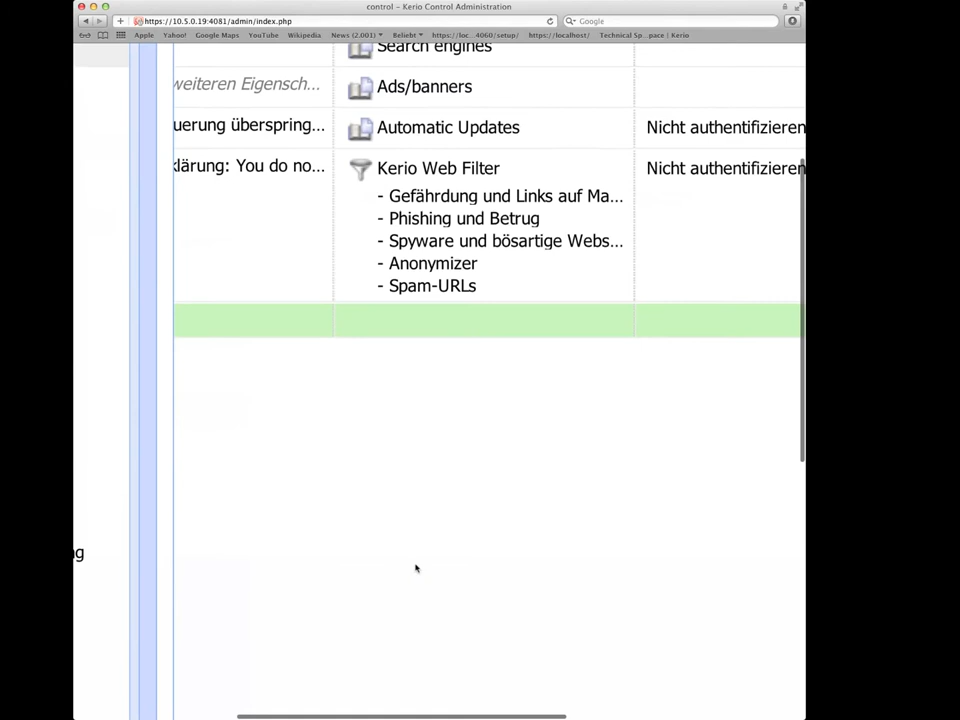 control – Kerio Control Administration
https://10.5.0.19:4081/admin/index.php
Google
Apple Yahoo! Google Maps YouTube Wikipedia News (2.001) Beliebt https://loc...4060/setup/ https://localhost/ Technical Sp...pace | Kerio
Search engines
weiteren Eigensch... Ads/banners
uerung überspring... Automatic Updates Nicht authentifizieren
klärung: You do no... Kerio Web Filter Nicht authentifizieren
- Gefährdung und Links auf Ma...
- Phishing und Betrug
- Spyware und bösartige Webs...
- Anonymizer
- Spam-URLs
ng